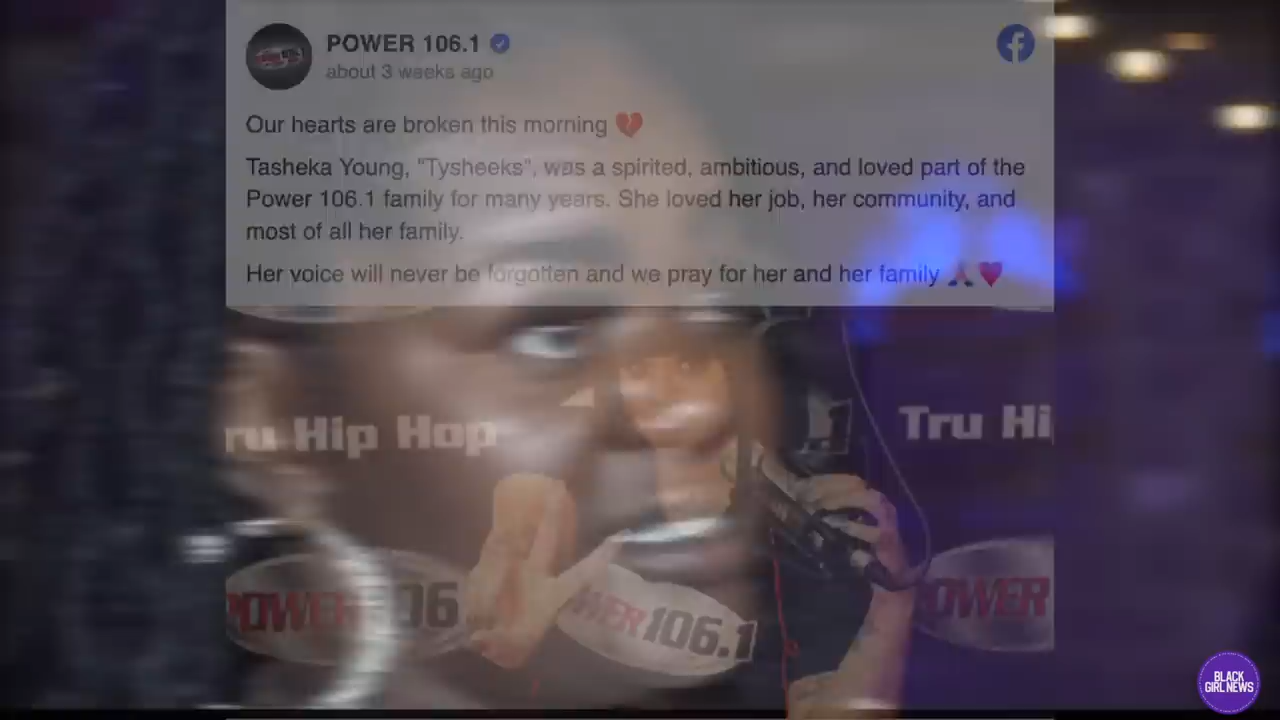 POWER 106.1
about 3 weeks ago
Our hearts are broken this morning 💔
Tasheka Young, "Tysheeks", was a spirited, ambitious, and loved part of the
Power 106.1 family for many years. She loved her job, her community, and
most of all her family.
Her voice will never be forgotten and we pray for her and her family 🙏🏻♥️
ru Hip Hop
Tru Hi
POWER 106
WER 106.1
OWER
BLACK
GIRL NEWS